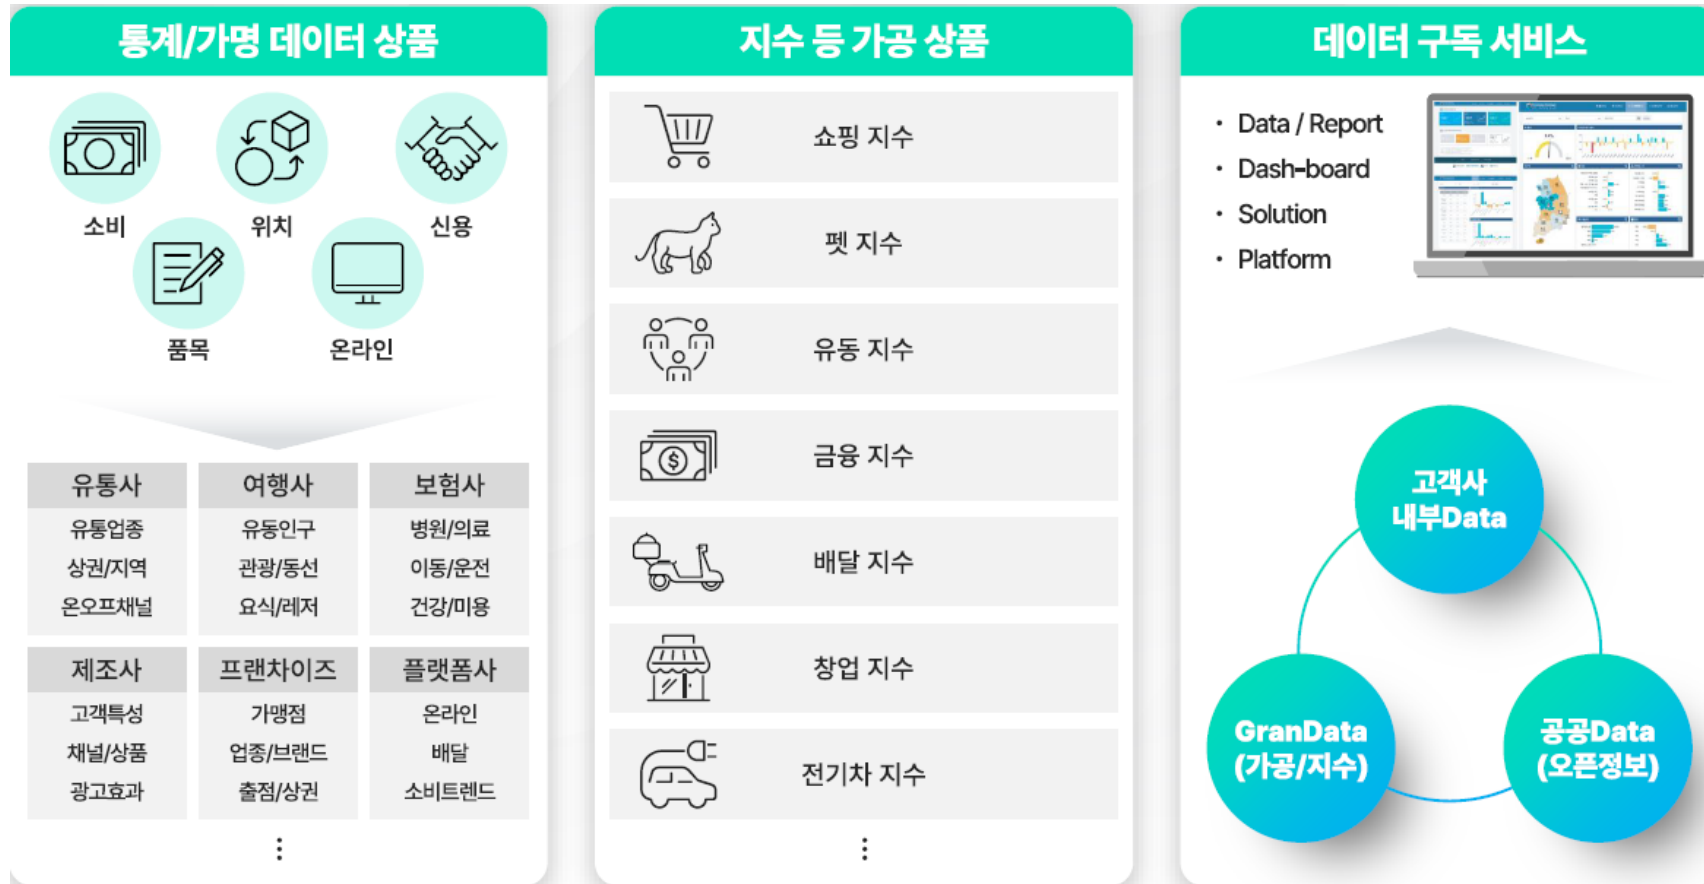 통계/가명 데이터 상품
소비
위치
신용
품목
온라인
유통사
유통업종
상권/지역
온오프채널
여행사
유동인구
관광/동선
요식/레저
보험사
병원/의료
이동/운전
건강/미용
제조사
고객특성
채널/상품
광고효과
프랜차이즈
가맹점
업종/브랜드
출점/상권
플랫폼사
온라인
배달
소비트렌드
지수 등 가공 상품
쇼핑 지수
펫 지수
유동 지수
금융 지수
배달 지수
창업 지수
전기차 지수
데이터 구독 서비스
· Data / Report
· Dash-board
· Solution
· Platform
고객사
내부Data
GranData
(가공/지수)
공공Data
(오픈정보)